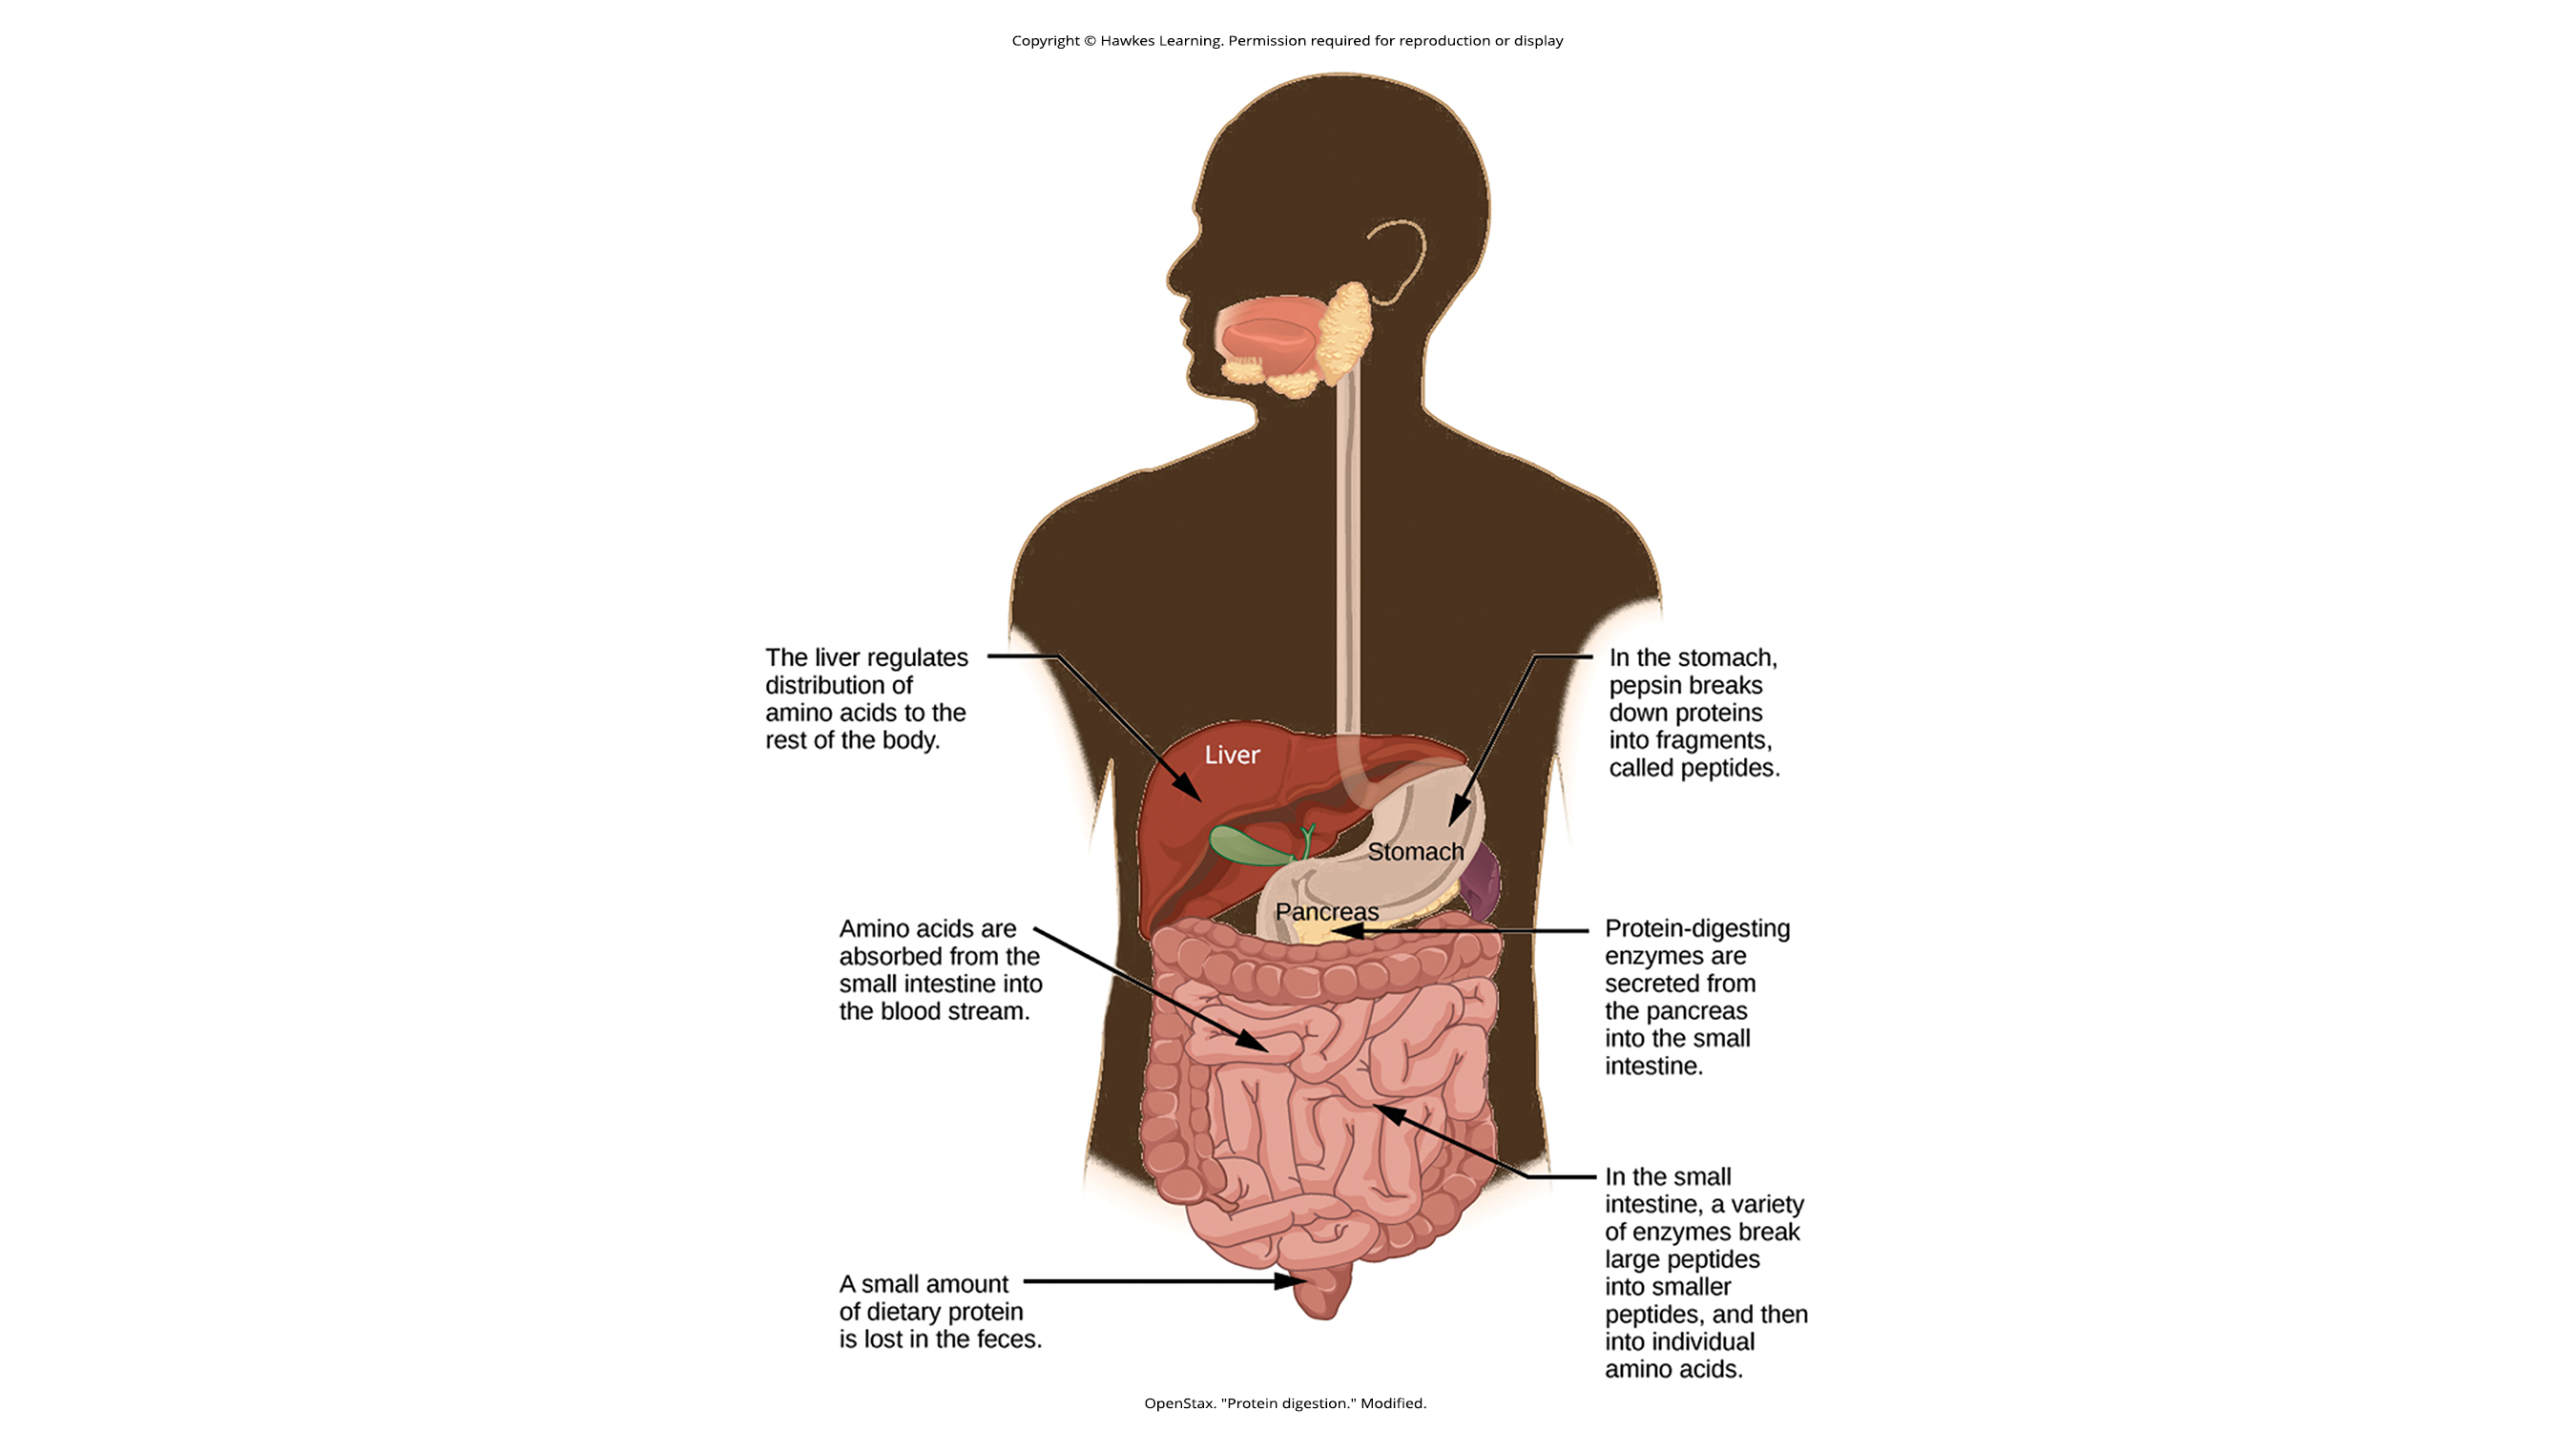 Copyright © Hawkes Learning. Permission required for reproduction or display
The liver regulates
distribution of
amino acids to the
rest of the body.
In the stomach,
pepsin breaks
down proteins
into fragments,
called peptides.
Liver
Stomach
Pancreas
Amino acids are
absorbed from the
small intestine into
the blood stream.
Protein-digesting
enzymes are
secreted from
the pancreas
into the small
intestine.
In the small
intestine, a variety
of enzymes break
large peptides
into smaller
peptides, and then
into individual
amino acids.
A small amount
of dietary protein
is lost in the feces.
OpenStax. "Protein digestion." Modified.